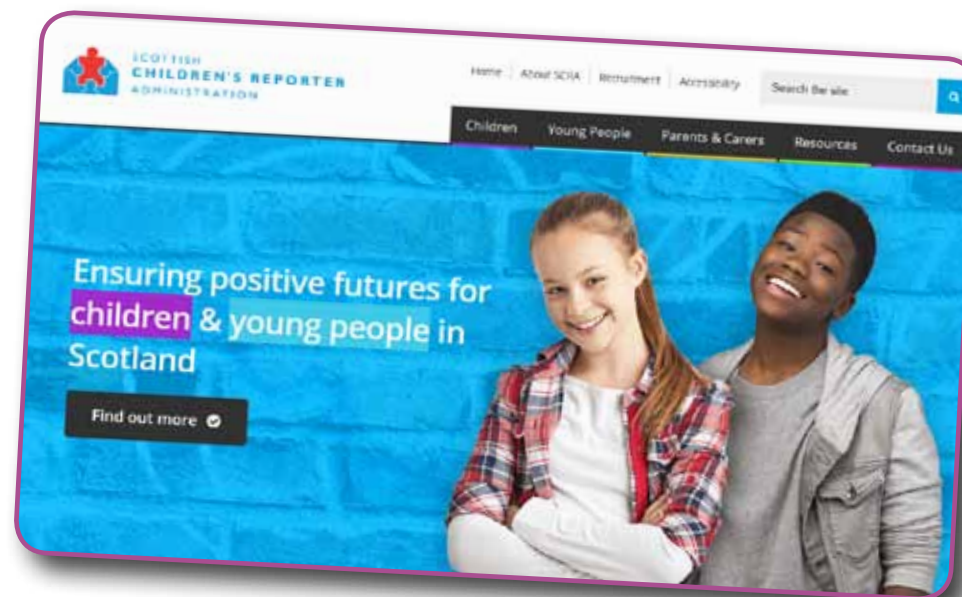 SCOTTISH
CHILDREN'S REPORTER
ADMINISTRATION
Home About SCRA Recruitment Accessibility Search the site
Children Young People Parents & Carers Resources Contact Us
Ensuring positive futures for
children & young people in
Scotland
Find out more